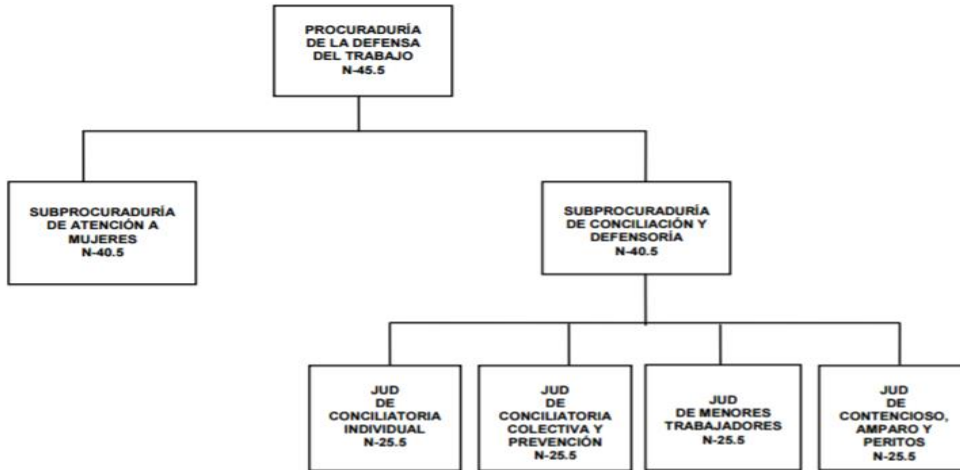 PROCURADURÍA
DE LA DEFENSA
DEL TRABAJO
N-45.5
SUBPROCURADURÍA
DE ATENCIÓN A
MUJERES
N-40.5
SUBPROCURADURÍA
DE CONCILIACIÓN Y
DEFENSORÍA
N-40.5
JUD
DE
CONCILIATORIA
INDIVIDUAL
N-25.5
JUD
DE
CONCILIATORIA
COLECTIVA Y
PREVENCIÓN
N-25.5
JUD
DE MENORES
TRABAJADORES
N-25.5
JUD
DE
CONTENCIOSO,
AMPARO Y
PERITOS
N-25.5